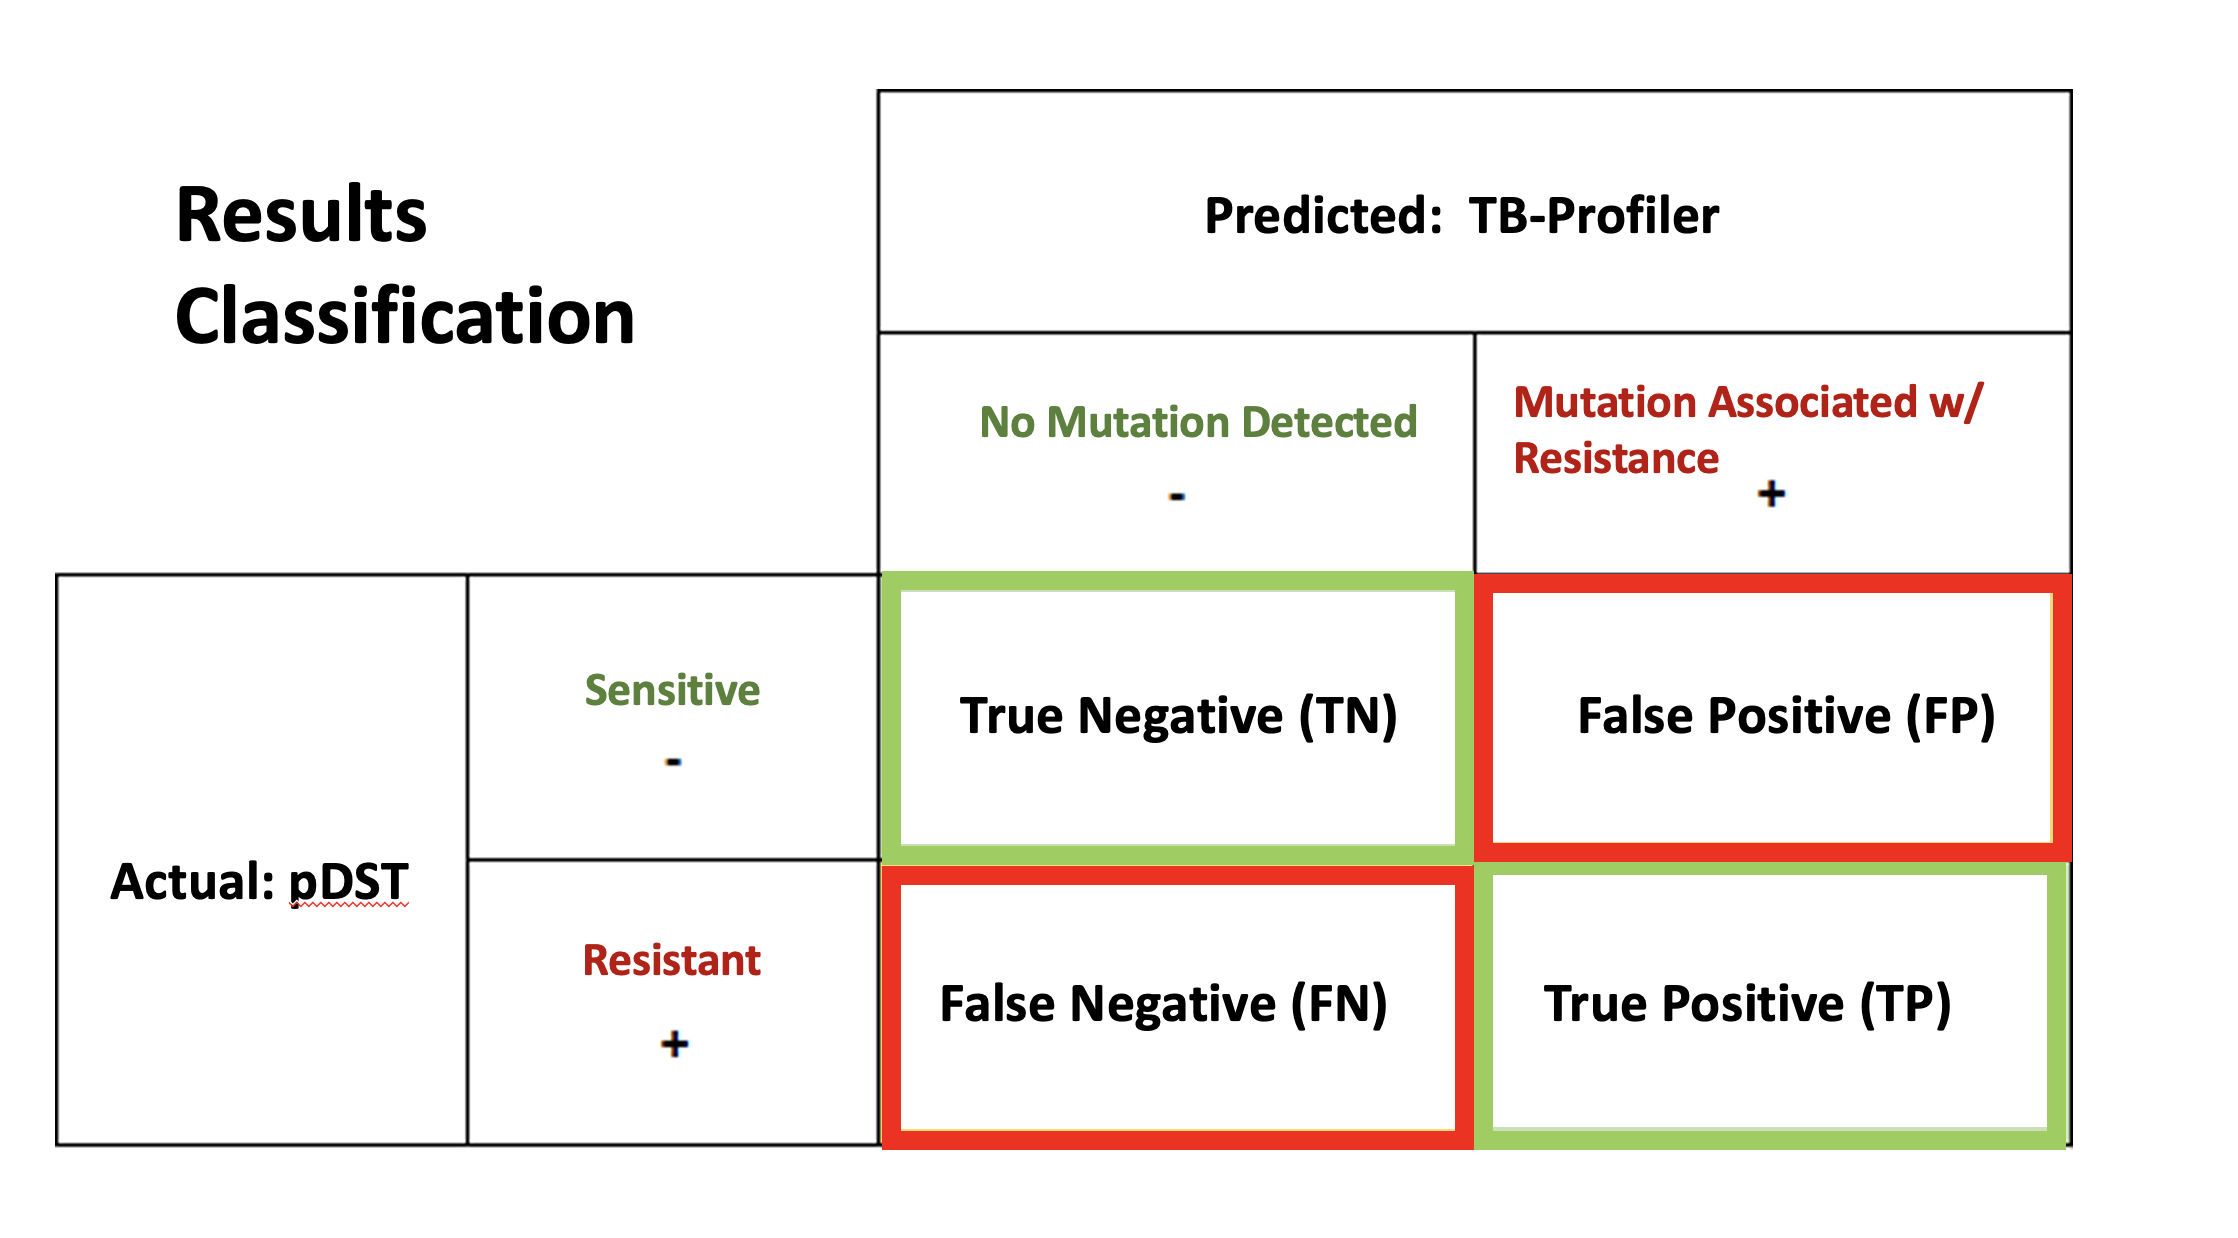 Results
Classification
Predicted:  TB-Profiler
No Mutation Detected
-
Mutation Associated w/
Resistance
+
Actual: pDST
Sensitive
-
True Negative (TN)
False Positive (FP)
Resistant
+
False Negative (FN)
True Positive (TP)